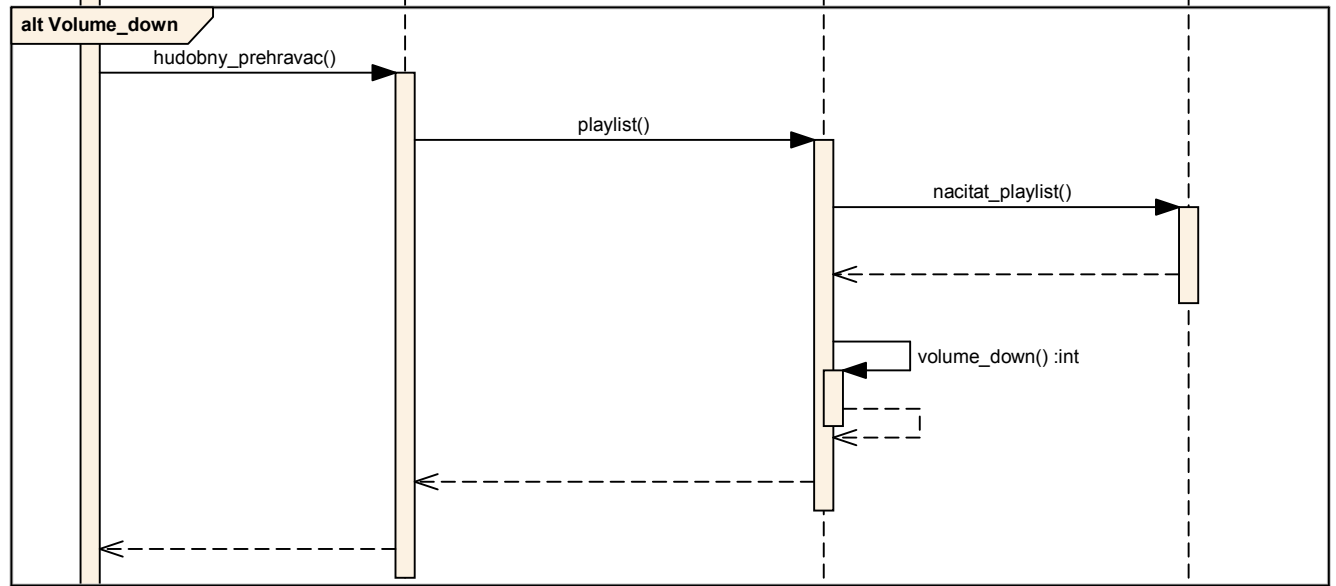 alt Volume_down
hudobny_prehravac()
playlist()
nacitat_playlist()
volume_down() :int